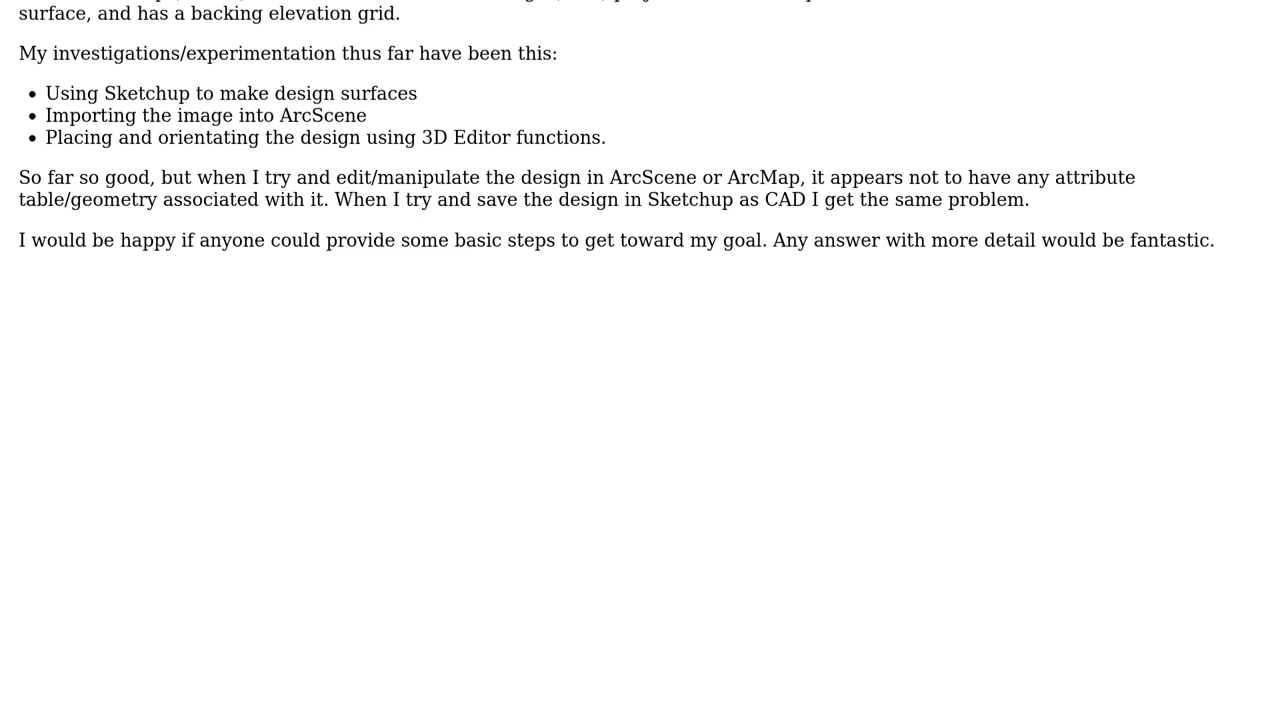 surface, and has a backing elevation grid.
My investigations/experimentation thus far have been this:
• Using Sketchup to make design surfaces
• Importing the image into ArcScene
• Placing and orientating the design using 3D Editor functions.
So far so good, but when I try and edit/manipulate the design in ArcScene or ArcMap, it appears not to have any attribute
table/geometry associated with it. When I try and save the design in Sketchup as CAD I get the same problem.
I would be happy if anyone could provide some basic steps to get toward my goal. Any answer with more detail would be fantastic.